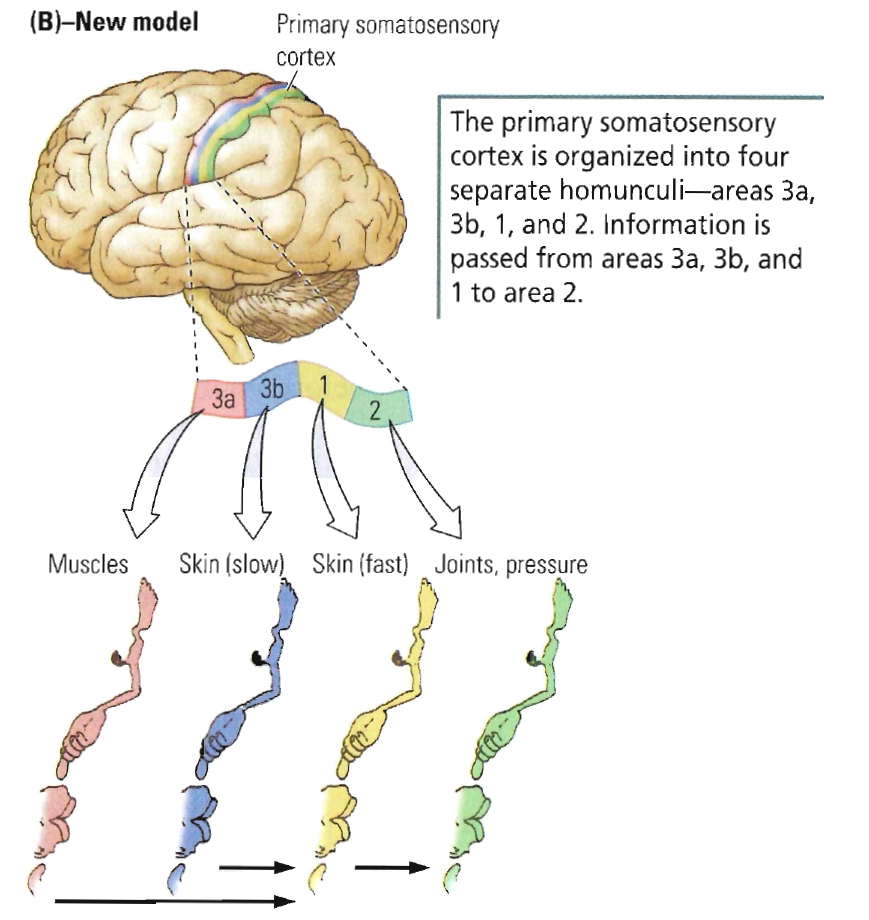 (B)–New model
Primary somatosensory
cortex
The primary somatosensory
cortex is organized into four
separate homunculi—areas 3a,
3b, 1, and 2. Information is
passed from areas 3a, 3b, and
1 to area 2.
3a 3b 1 2
Muscles Skin (slow) Skin (fast) Joints, pressure